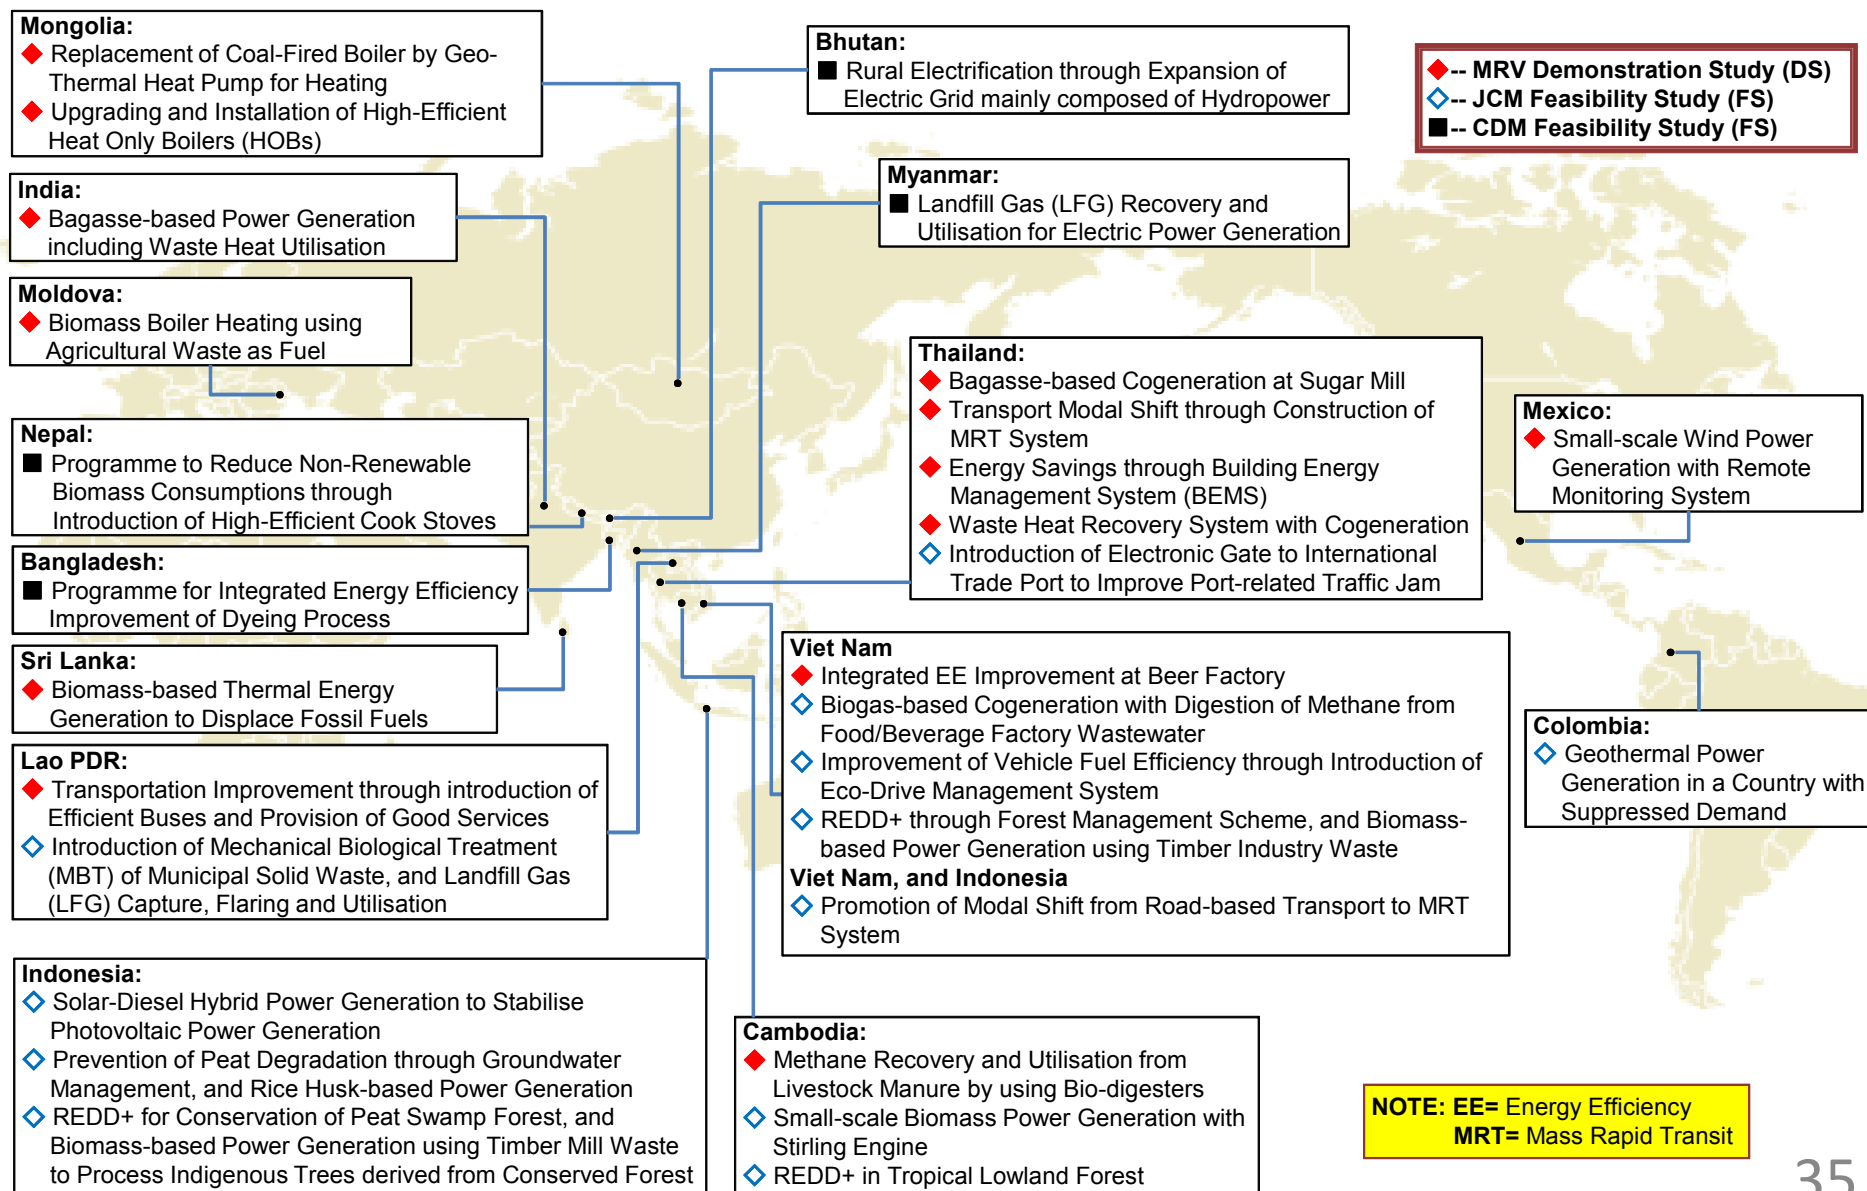 Mongolia:
◆ Replacement of Coal-Fired Boiler by Geo-
Thermal Heat Pump for Heating
◆ Upgrading and Installation of High-Efficient
Heat Only Boilers (HOBs)
Bhutan:
■ Rural Electrification through Expansion of
Electric Grid mainly composed of Hydropower
◆-- MRV Demonstration Study (DS)
◇-- JCM Feasibility Study (FS)
■-- CDM Feasibility Study (FS)
India:
◆ Bagasse-based Power Generation
including Waste Heat Utilisation
Myanmar:
■ Landfill Gas (LFG) Recovery and
Utilisation for Electric Power Generation
Moldova:
◆ Biomass Boiler Heating using
Agricultural Waste as Fuel
Thailand:
◆ Bagasse-based Cogeneration at Sugar Mill
◆ Transport Modal Shift through Construction of
MRT System
◆ Energy Savings through Building Energy
Management System (BEMS)
◆ Waste Heat Recovery System with Cogeneration
◇ Introduction of Electronic Gate to International
Trade Port to Improve Port-related Traffic Jam
Mexico:
◆ Small-scale Wind Power
Generation with Remote
Monitoring System
Nepal:
■ Programme to Reduce Non-Renewable
Biomass Consumptions through
Introduction of High-Efficient Cook Stoves
Bangladesh:
■ Programme for Integrated Energy Efficiency
Improvement of Dyeing Process
Sri Lanka:
◆ Biomass-based Thermal Energy
Generation to Displace Fossil Fuels
Viet Nam
◆ Integrated EE Improvement at Beer Factory
◇ Biogas-based Cogeneration with Digestion of Methane from
Food/Beverage Factory Wastewater
◇ Improvement of Vehicle Fuel Efficiency through Introduction of
Eco-Drive Management System
◇ REDD+ through Forest Management Scheme, and Biomass-
based Power Generation using Timber Industry Waste
Viet Nam, and Indonesia
◇ Promotion of Modal Shift from Road-based Transport to MRT
System
Colombia:
◇ Geothermal Power
Generation in a Country with
Suppressed Demand
Lao PDR:
◆ Transportation Improvement through introduction of
Efficient Buses and Provision of Good Services
◇ Introduction of Mechanical Biological Treatment
(MBT) of Municipal Solid Waste, and Landfill Gas
(LFG) Capture, Flaring and Utilisation
Indonesia:
◇ Solar-Diesel Hybrid Power Generation to Stabilise
Photovoltaic Power Generation
◇ Prevention of Peat Degradation through Groundwater
Management, and Rice Husk-based Power Generation
◇ REDD+ for Conservation of Peat Swamp Forest, and
Biomass-based Power Generation using Timber Mill Waste
to Process Indigenous Trees derived from Conserved Forest
Cambodia:
◆ Methane Recovery and Utilisation from
Livestock Manure by using Bio-digesters
◇ Small-scale Biomass Power Generation with
Stirling Engine
◇ REDD+ in Tropical Lowland Forest
NOTE: EE= Energy Efficiency
MRT= Mass Rapid Transit
35